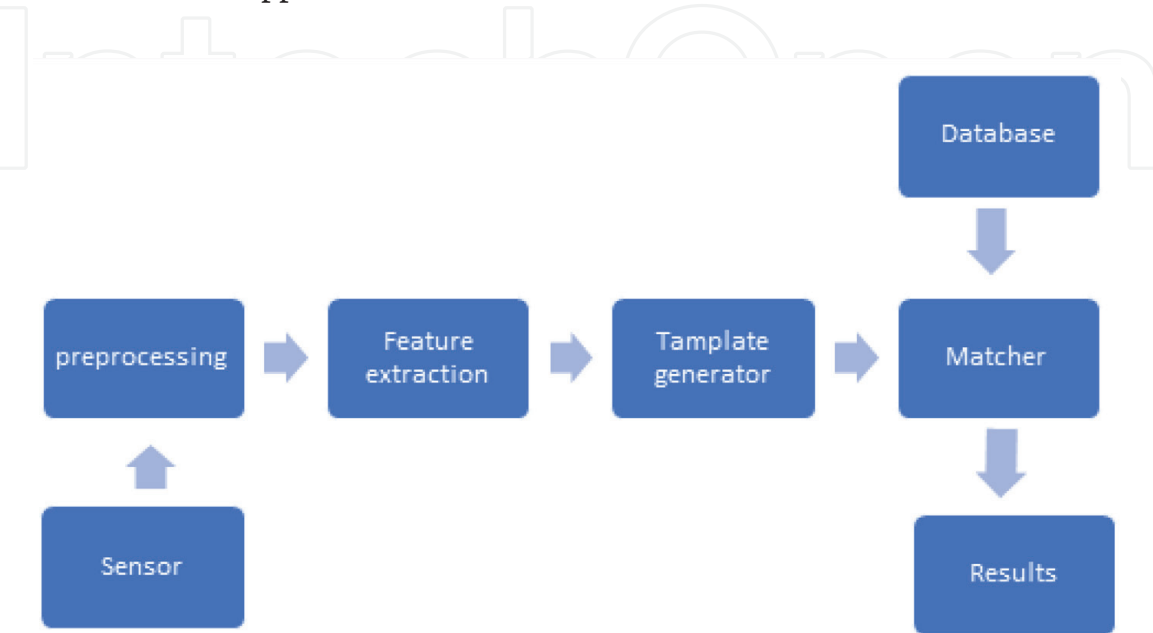 Database
preprocessing
Feature
extraction
Tamplate
generator
Matcher
Sensor
Results